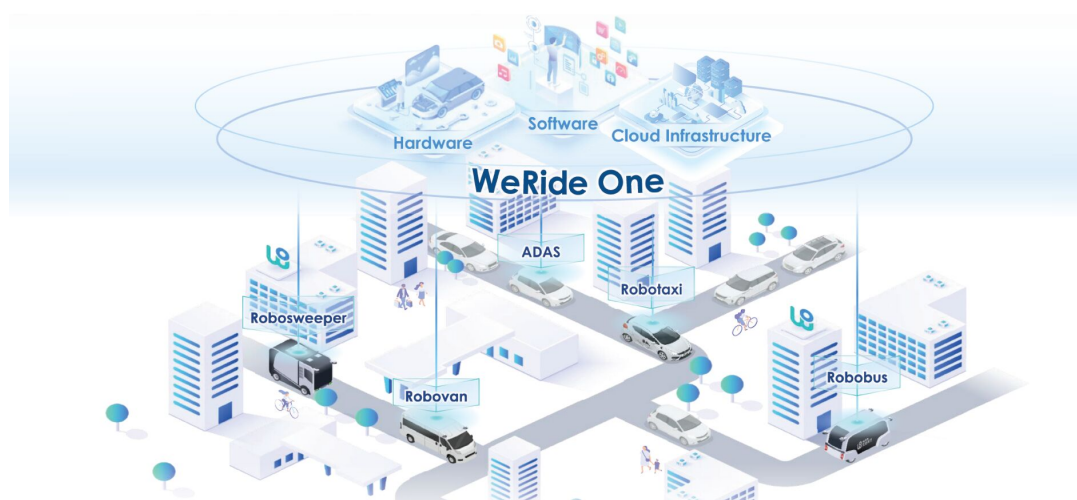 Software
Hardware
Cloud Infrastructure
WeRide One
ADAS
Robotaxi
Robosweeper
Robobus
Robovan